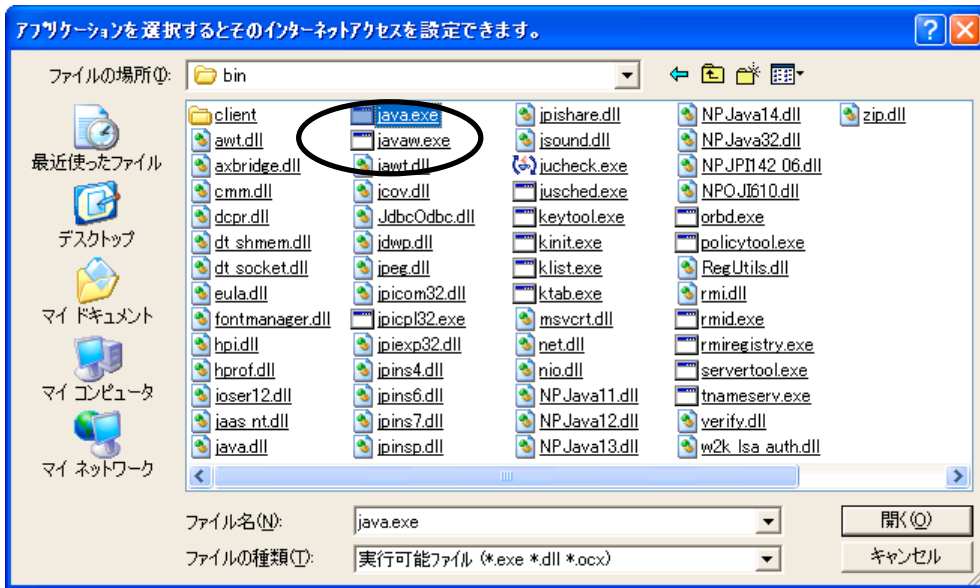 アプリケーションを選択するとそのインターネットアクセスを設定できます。
ファイルの場所(I):
bin
最近使ったファイル
デスクトップ
マイ ドキュメント
マイ コンピュータ
マイ ネットワーク
client
awt.dll
axbridge.dll
cmm.dll
dcpr.dll
dt_shmem.dll
dt_socket.dll
eula.dll
fontmanager.dll
hpi.dll
hprof.dll
ioser12.dll
jaas_nt.dll
java.dll
java.exe
javaw.exe
jawt.dll
jcov.dll
JdbcOdbc.dll
jdwp.dll
jpeg.dll
jpicom32.dll
jpicpl32.exe
jpiexp32.dll
jpins4.dll
jpins6.dll
jpins7.dll
jpinsp.dll
jpishare.dll
jsound.dll
jucheck.exe
jusched.exe
keytool.exe
kinit.exe
klist.exe
ktab.exe
msvcrt.dll
net.dll
nio.dll
NPJava11.dll
NPJava12.dll
NPJava13.dll
NPJava14.dll
NPJava32.dll
NPJPI142_06.dll
NPOJI610.dll
orbd.exe
policytool.exe
RegUtils.dll
rmi.dll
rmid.exe
rmiregistry.exe
servertool.exe
tnameserv.exe
verify.dll
w2k_lsa_auth.dll
zip.dll
ファイル名(N):
java.exe
開く(O)
ファイルの種類(T):
実行可能ファイル (*.exe *.dll *.ocx)
キャンセル